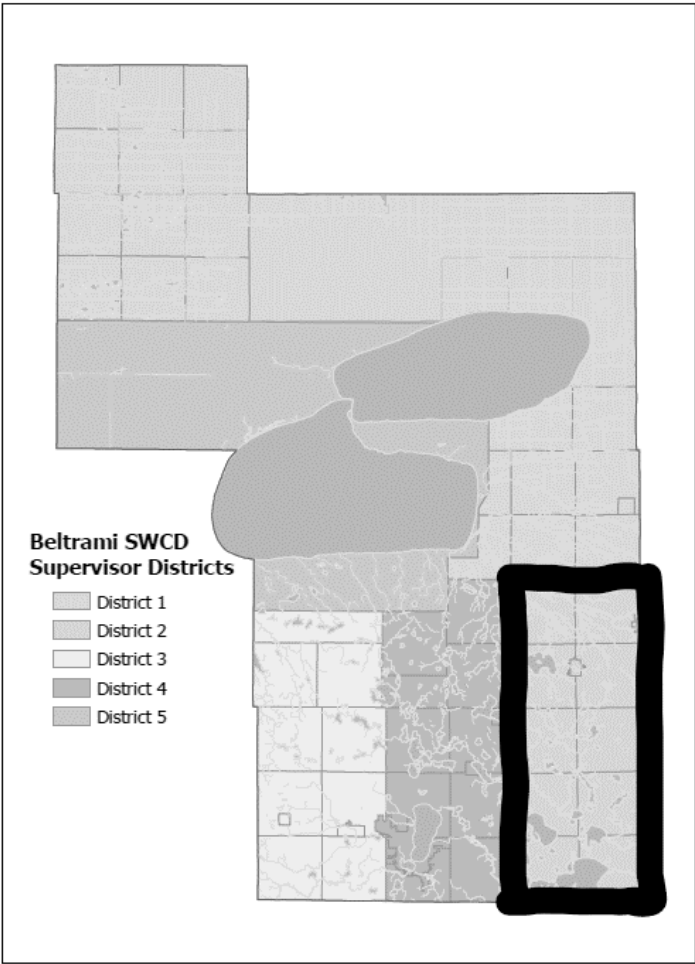 Beltrami SWCD
Supervisor Districts
District 1
District 2
District 3
District 4
District 5